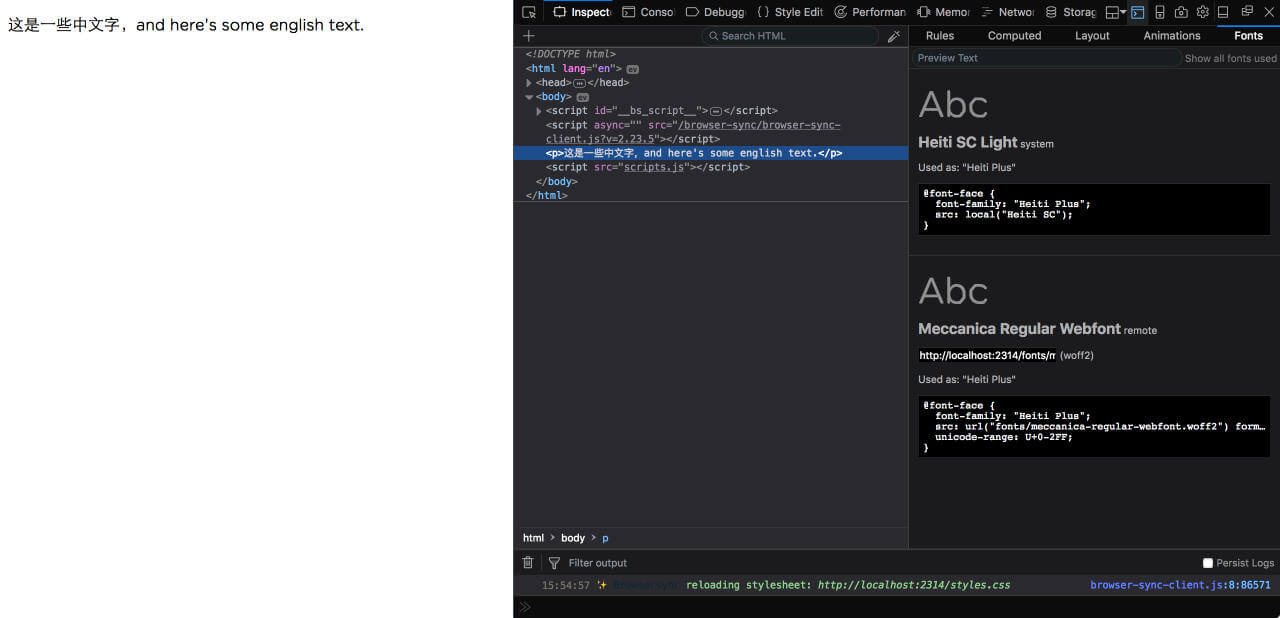 这是一些中文字，and here's some english text.
Inspect
Conso
Debugg
Style Edit
Performan
Memor
Netwo
Storag
Search HTML
<!DOCTYPE html>
<html lang="en"> ev
<head>⋯</head>
<body> ev
<script id="__bs_script__">⋯</script>
<script async="" src="/browser-sync/browser-sync-
client.js?v=2.23.5"></script>
<p>这是一些中文字，and here's some english text.</p>
<script src="scripts.js"></script>
</body>
</html>
html > body > p
Rules
Computed
Layout
Animations
Fonts
Preview Text
Show all fonts used
Abc
Heiti SC Light system
Used as: "Heiti Plus"
@font-face {
font-family: "Heiti Plus";
src: local("Heiti SC");
}
Abc
Meccanica Regular Webfont remote
http://localhost:2314/fonts/m (woff2)
Used as: "Heiti Plus"
@font-face {
font-family: "Heiti Plus";
src: url("fonts/meccanica-regular-webfont.woff2") form…
unicode-range: U+0-2FF;
}
Filter output
Persist Logs
15:54:57 ✨ Browsersync reloading stylesheet: http://localhost:2314/styles.css
browser-sync-client.js:8:86571